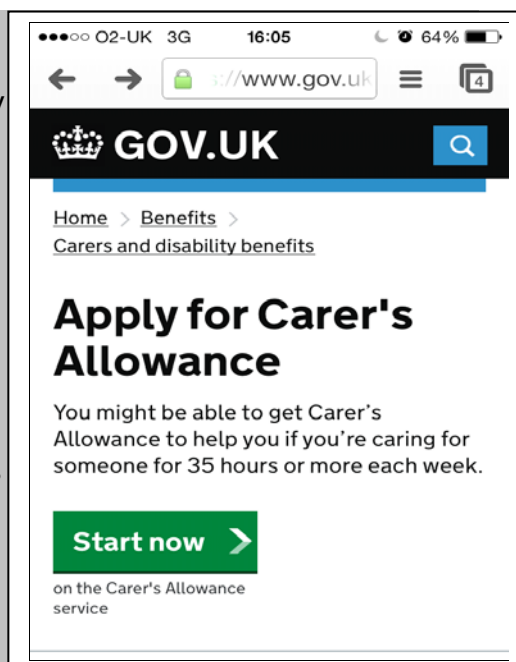 O2-UK 3G 16:05 64%
://www.gov.uk 4
GOV.UK
Home > Benefits >
Carers and disability benefits
Apply for Carer's
Allowance
You might be able to get Carer's
Allowance to help you if you're caring for
someone for 35 hours or more each week.
Start now
on the Carer's Allowance
service